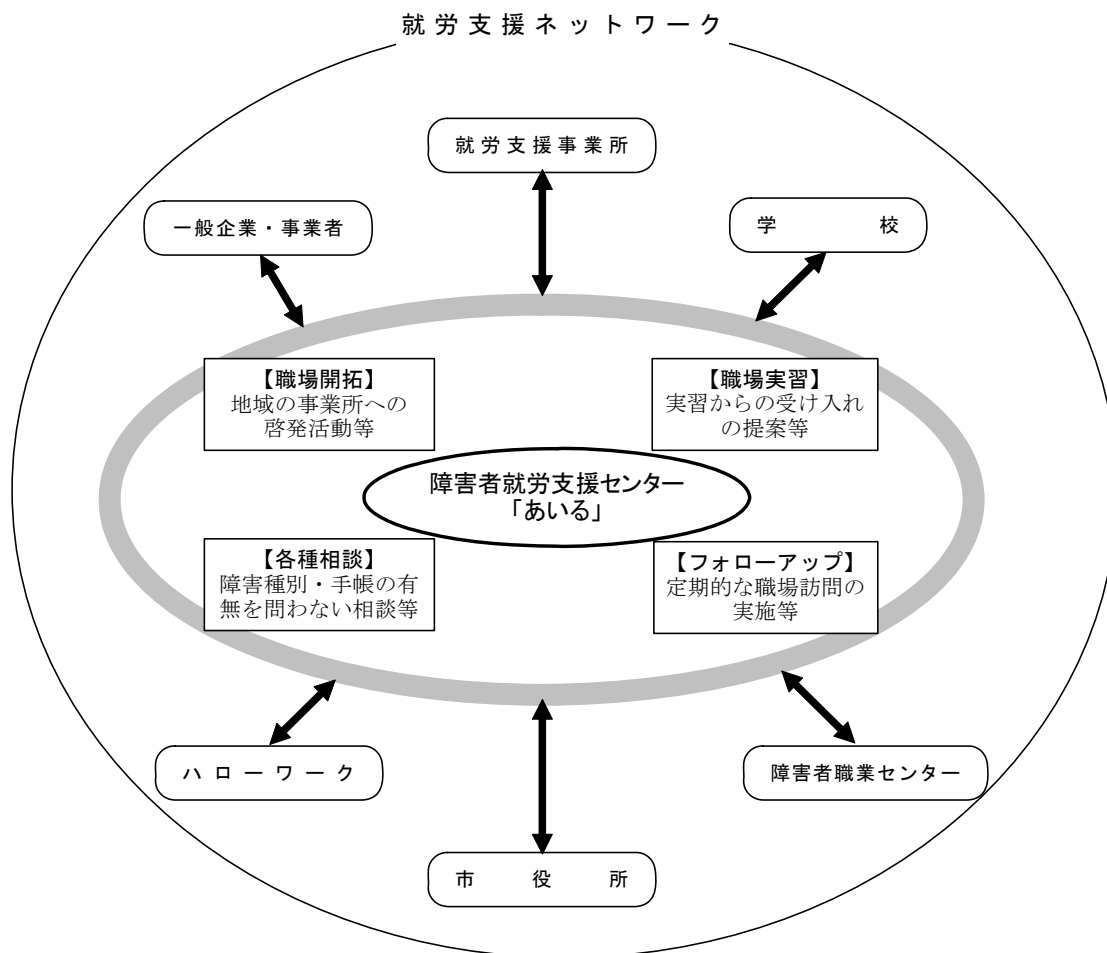 就労支援ネットワーク
就労支援事業所
一般企業・事業者
学校
【職場開拓】
地域の事業所への
啓発活動等
【職場実習】
実習からの受け入れ
の提案等
障害者就労支援センター
「あいる」
【各種相談】
障害種別・手帳の有
無を問わない相談等
【フォローアップ】
定期的な職場訪問の
実施等
ハローワーク
障害者職業センター
市役所